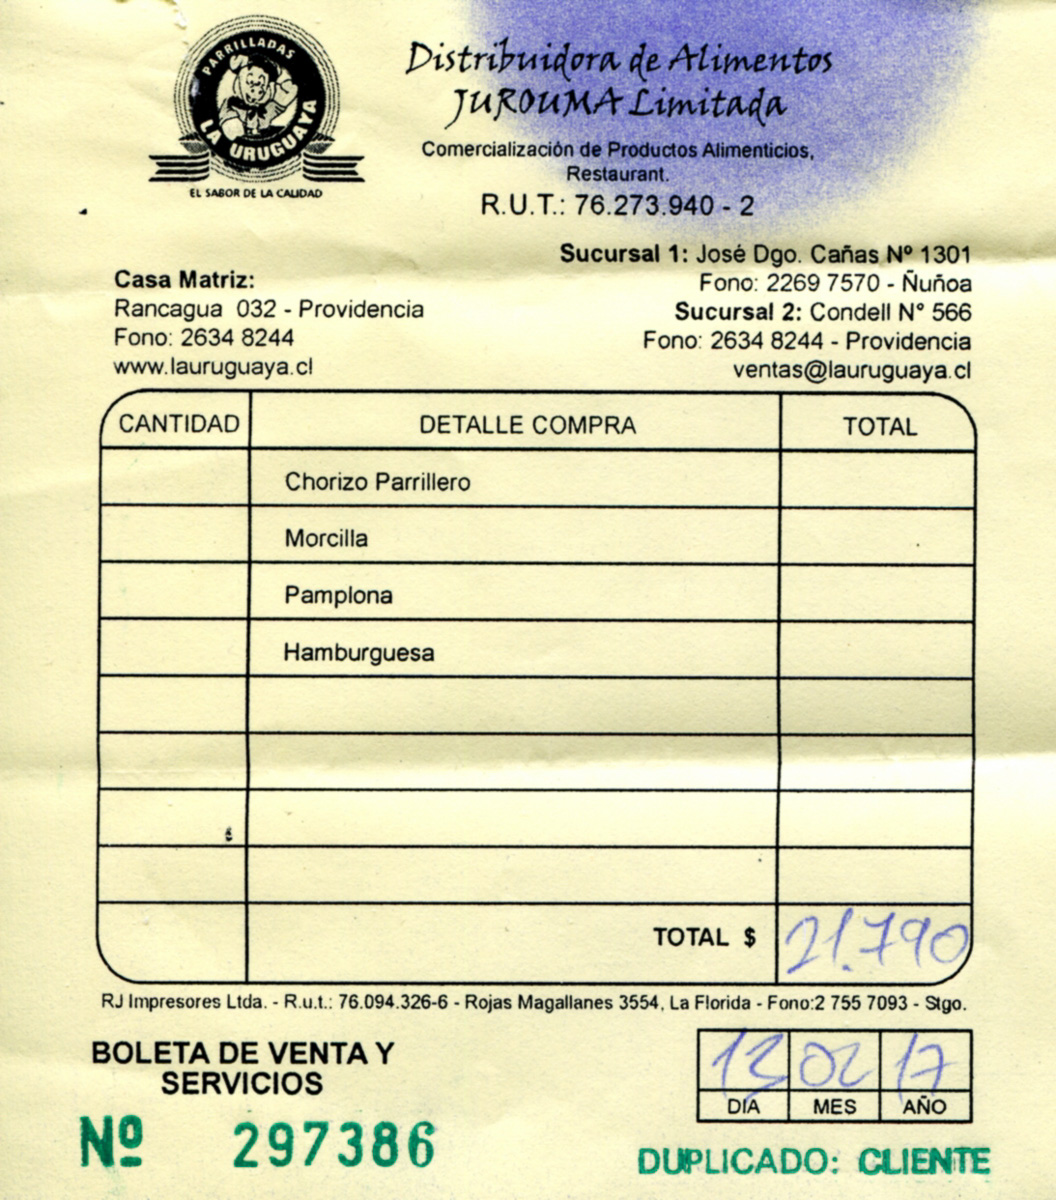 PARRILLADAS
LA URUGUAYA
EL SABOR DE LA CALIDAD
Distribuidora de Alimentos
JUROUMA Limitada
Comercialización de Productos Alimenticios,
Restaurant.
R.U.T.: 76.273.940 - 2
Casa Matriz:
Rancagua 032 - Providencia
Fono: 2634 8244
www.lauruguaya.cl
Sucursal 1: José Dgo. Cañas Nº 1301
Fono: 2269 7570 - Ñuñoa
Sucursal 2: Condell N° 566
Fono: 2634 8244 - Providencia
ventas@lauruguaya.cl
CANTIDAD DETALLE COMPRA TOTAL
Chorizo Parrillero
Morcilla
Pamplona
Hamburguesa
TOTAL $ 21.790
RJ Impresores Ltda. - R.u.t.: 76.094.326-6 - Rojas Magallanes 3554, La Florida - Fono:2 755 7093 - Stgo.
BOLETA DE VENTA Y
SERVICIOS
Nº 297386
13 02 17
DIA MES AÑO
DUPLICADO: CLIENTE